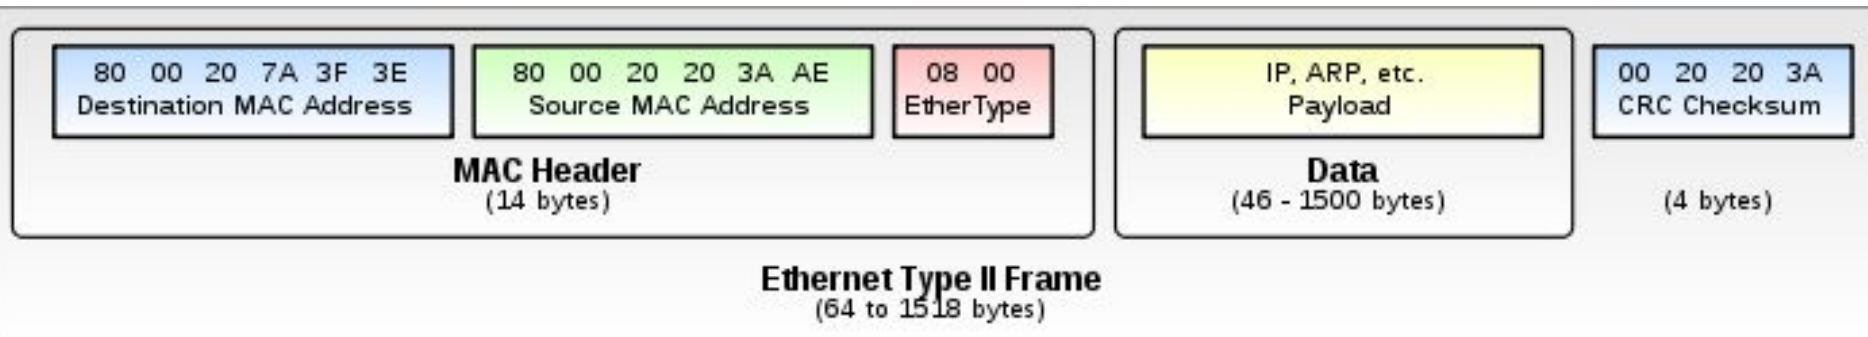 80 00 20 7A 3F 3E
Destination MAC Address
80 00 20 20 3A AE
Source MAC Address
08 00
EtherType
MAC Header
(14 bytes)
IP, ARP, etc.
Payload
Data
(46 - 1500 bytes)
00 20 20 3A
CRC Checksum
(4 bytes)
Ethernet Type II Frame
(64 to 1518 bytes)